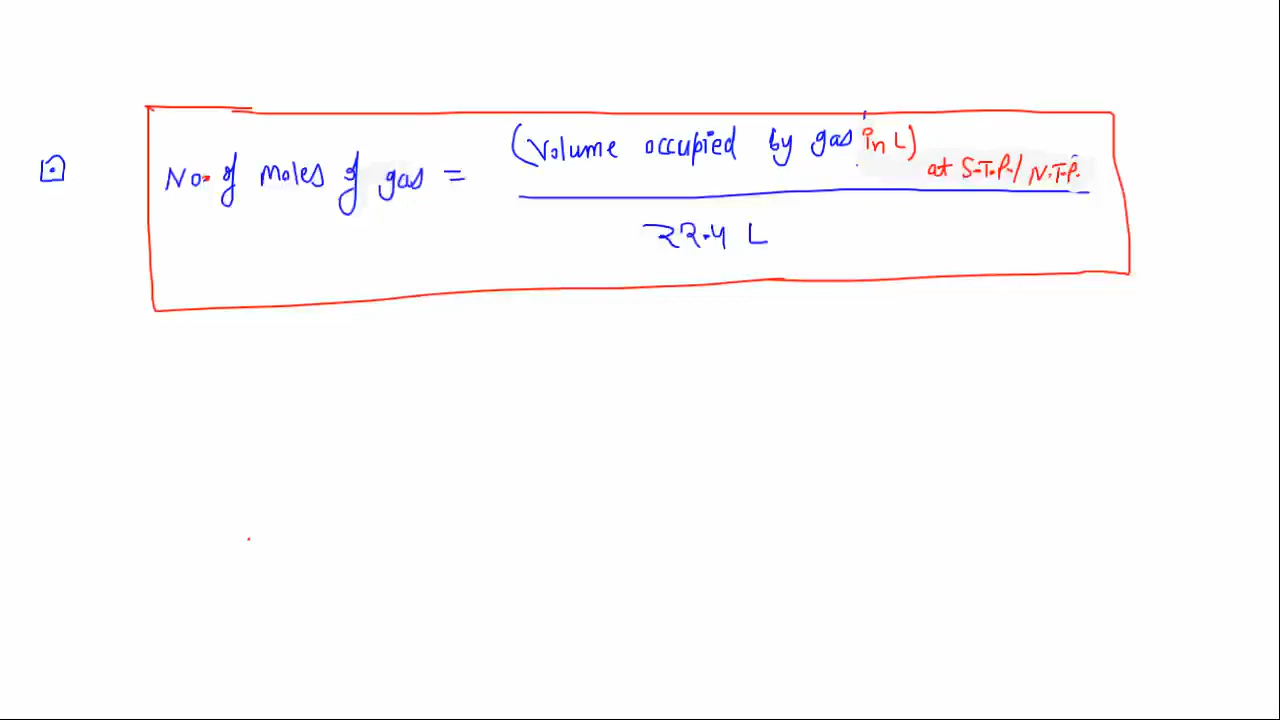 (Volume occupied by gas in L) at S.T.P./ N.T.P.
No. of moles of gas =
22.4 L